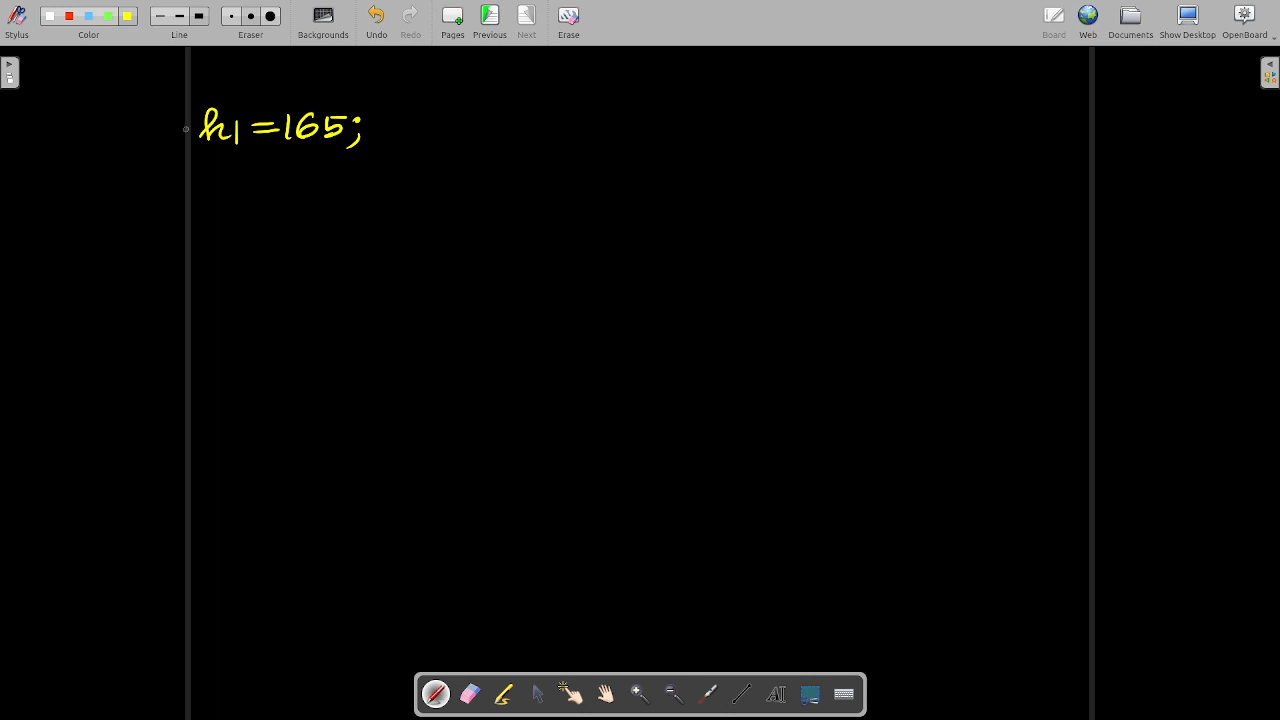 Stylus
Color
Line
Eraser
Backgrounds
Undo
Redo
Pages
Previous
Next
Erase
Board
Web
Documents
Show Desktop
OpenBoard
h1 = 165;
AI